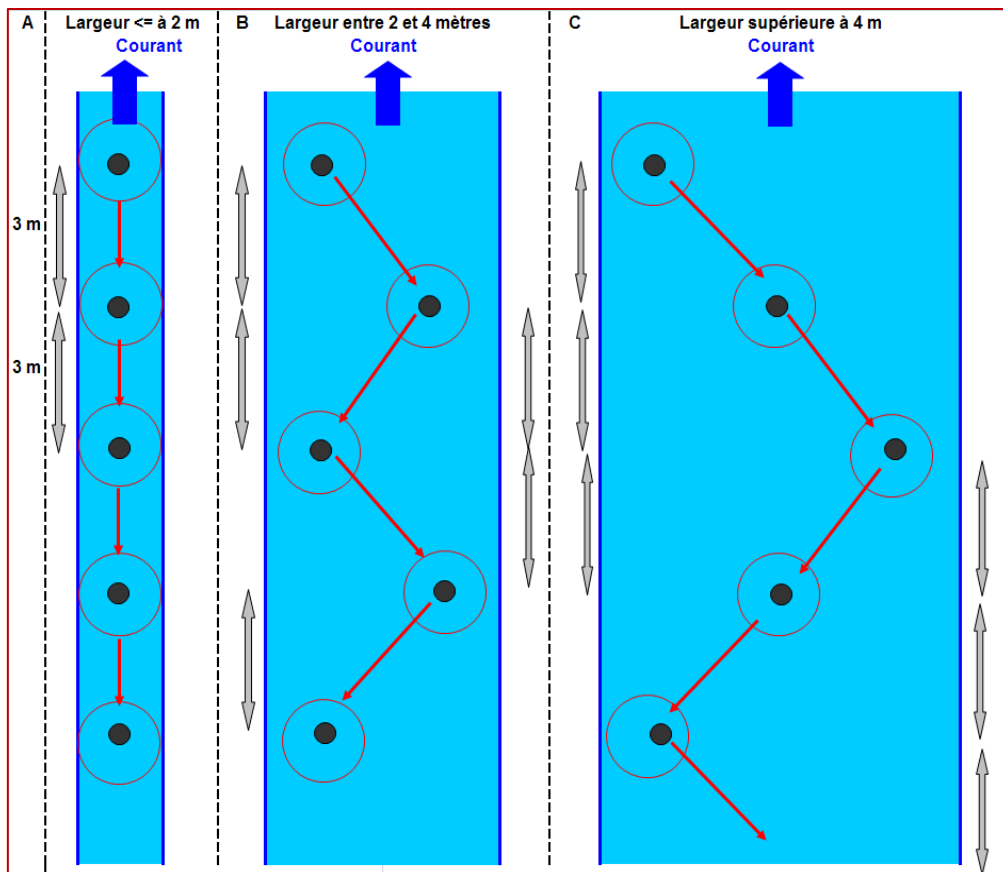 A
Largeur <= à 2 m
Courant
B
Largeur entre 2 et 4 mètres
Courant
C
Largeur supérieure à 4 m
Courant
3 m
3 m